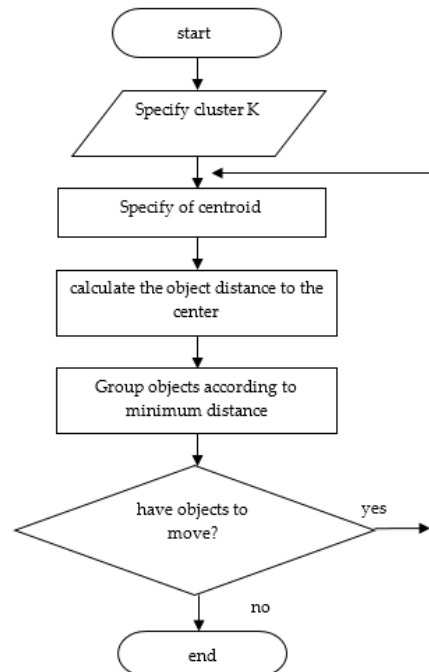 start
Specify cluster K
Specify of centroid
calculate the object distance to the
center
Group objects according to
minimum distance
have objects to
move?
yes
no
end